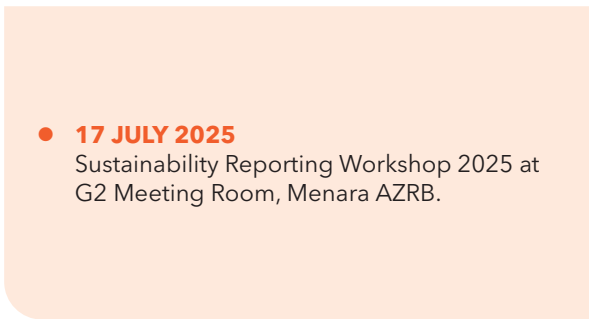 17 JULY 2025
Sustainability Reporting Workshop 2025 at
G2 Meeting Room, Menara AZRB.